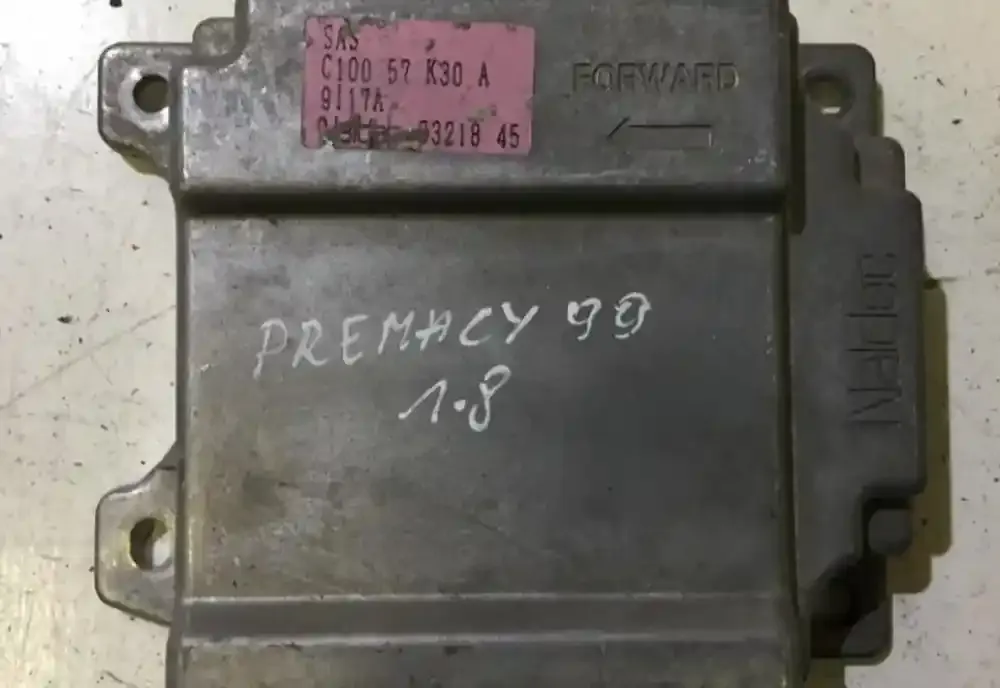 SAS
C100 57 K30 A
9117A
93218 45
FORWARD
PREMACY 99
1.8